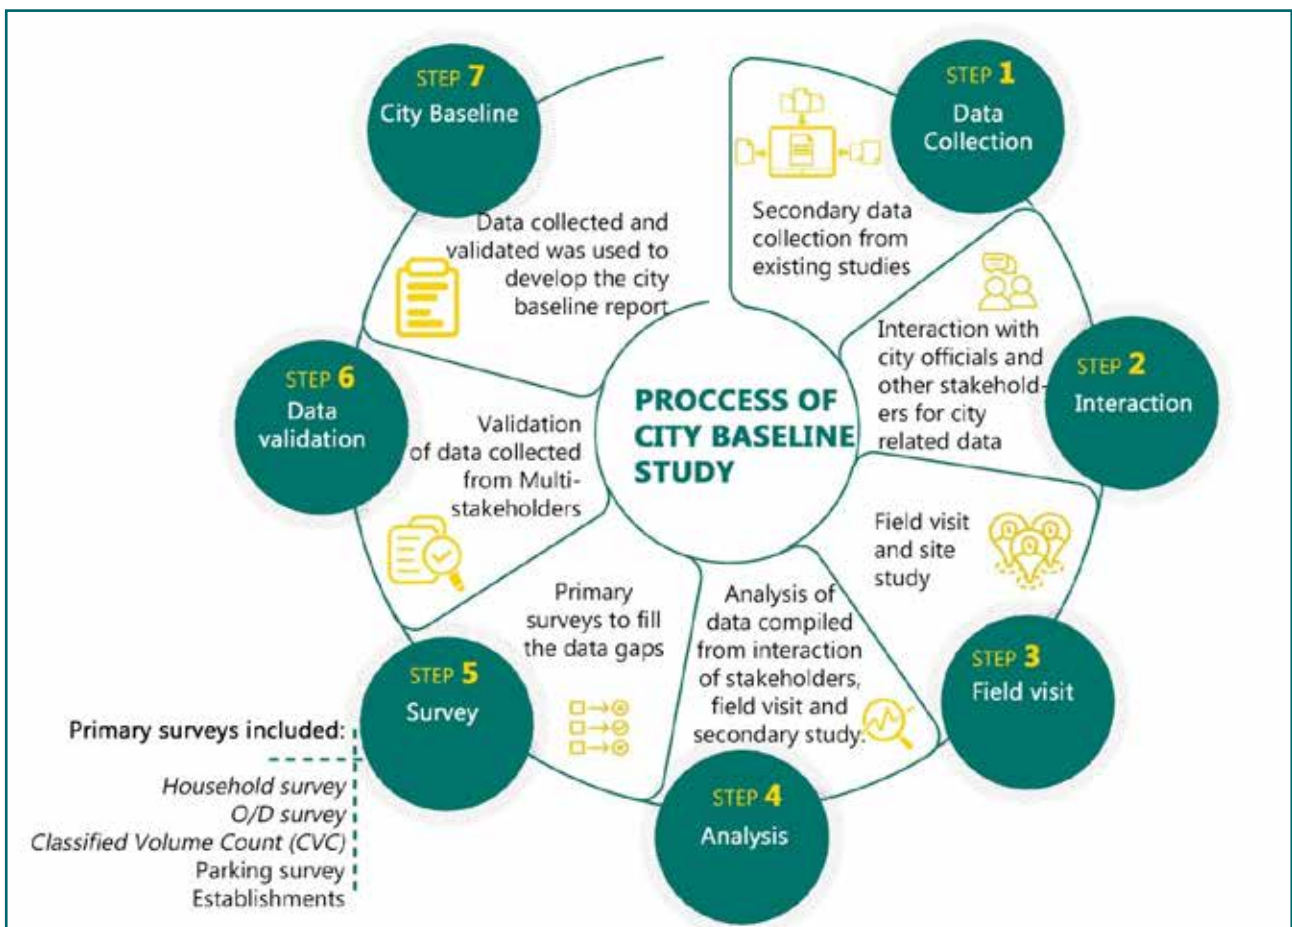 PROCCESS OF
CITY BASELINE
STUDY
STEP 1
Data
Collection
Secondary data
collection from
existing studies
STEP 2
Interaction
Interaction with
city officials and
other stakehold-
ers for city
related data
STEP 3
Field visit
Field visit
and site
study
STEP 4
Analysis
Analysis of
data compiled
from interaction
of stakeholders,
field visit and
secondary study.
STEP 5
Survey
Primary
surveys to fill
the data gaps
Primary surveys included:
Household survey
O/D survey
Classified Volume Count (CVC)
Parking survey
Establishments
STEP 6
Data
validation
Validation
of data collected
from Multi-
stakeholders
STEP 7
City Baseline
Data collected and
validated was used to
develop the city
baseline report